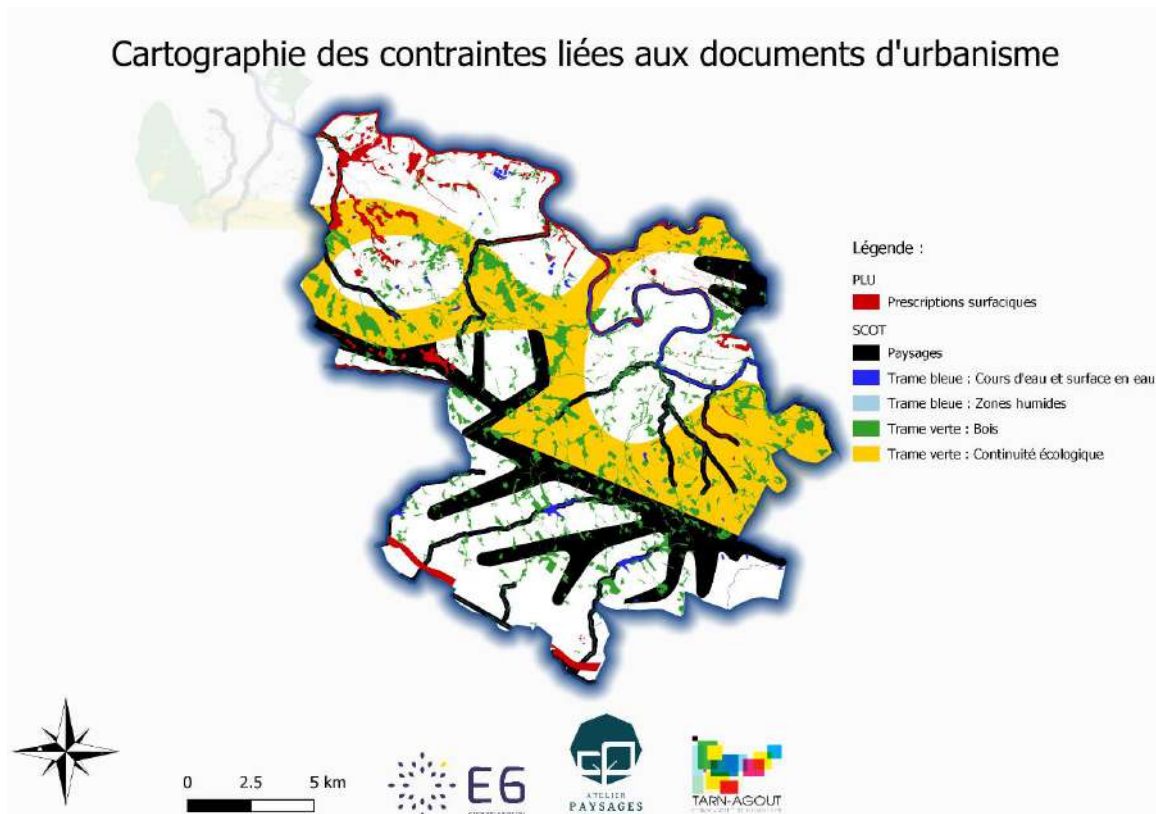 Cartographie des contraintes liées aux documents d'urbanisme
Légende :
PLU
Prescriptions surfaciques
SCOT
Paysages
Trame bleue : Cours d'eau et surface en eau
Trame bleue : Zones humides
Trame verte : Bois
Trame verte : Continuité écologique
0 2.5 5 km
E6
ATELIER
PAYSAGES
TARN-AGOUT